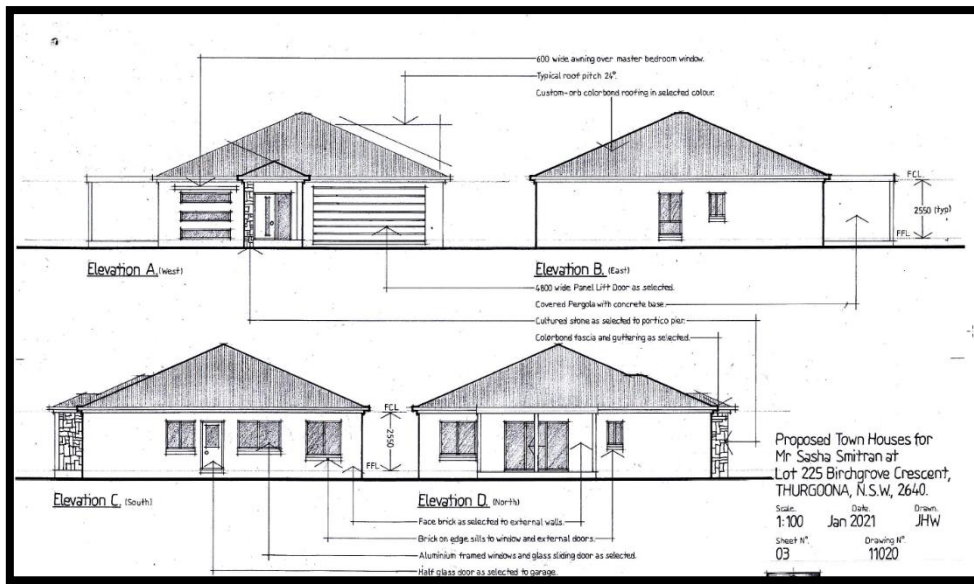 600 wide awning over master bedroom window.
Typical roof pitch 24°.
Custom-orb colorbond roofing in selected colour.
FCL
2550 (typ)
FFL
Elevation A. (West)
Elevation B. (East)
4800 wide Panel Lift Door as selected.
Covered Pergola with concrete base.
Cultured stone as selected to portico pier.
Colorbond fascia and guttering as selected.
FCL
2550
FFL
Elevation C. (South)
Elevation D. (North)
Face brick as selected to external walls.
Brick on edge sills to window and external doors.
Aluminium framed windows and glass sliding door as selected.
Half glass door as selected to garage.
Proposed Town Houses for
Mr Sasha Smitran at
Lot 225 Birchgrove Crescent,
THURGOONA, N.S.W, 2640.
Scale. Date. Drawn.
1:100 Jan 2021 JHW
Sheet Nº. Drawing Nº.
03 11020